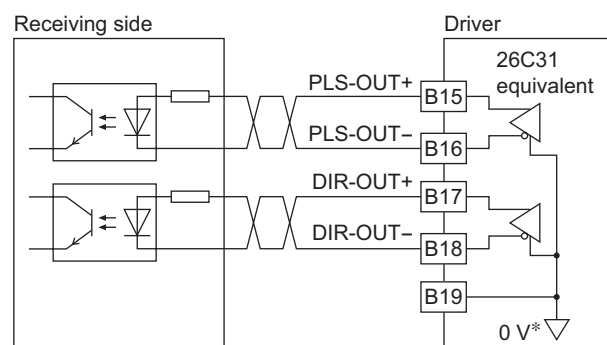 Receiving side
Driver
26C31
equivalent
PLS-OUT+
B15
PLS-OUT−
B16
DIR-OUT+
B17
DIR-OUT−
B18
B19
0 V*